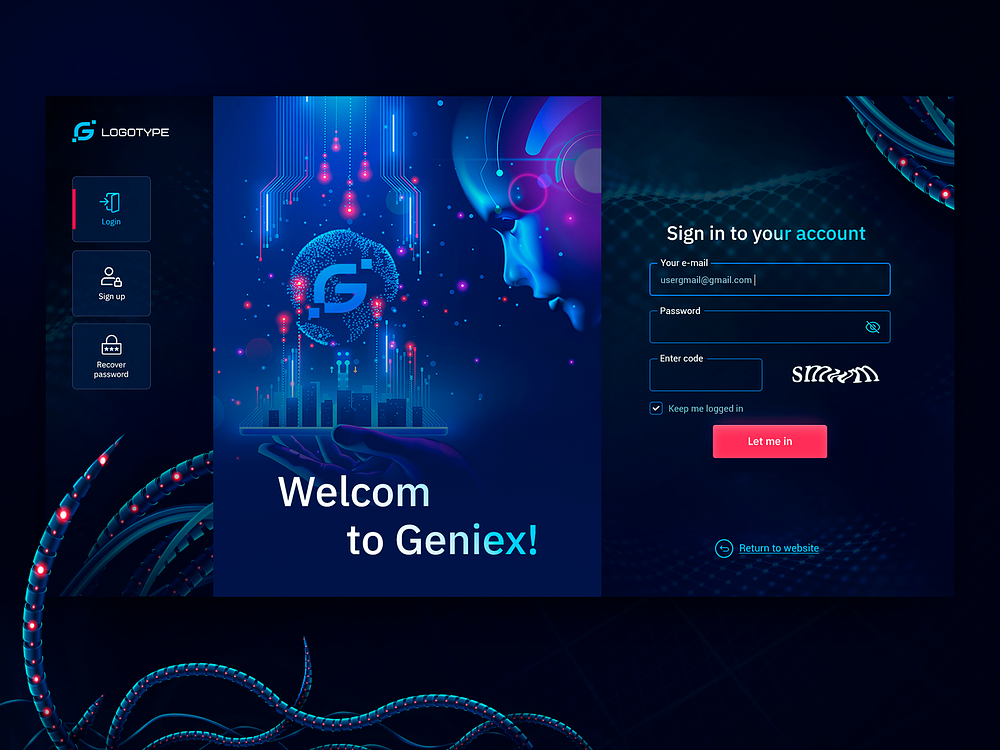 LOGOTYPE
Login
Sign up
Recover
password
Welcom
to Geniex!
Sign in to your account
Your e-mail
usergmail@gmail.com
Password
Enter code
Keep me logged in
Let me in
Return to website